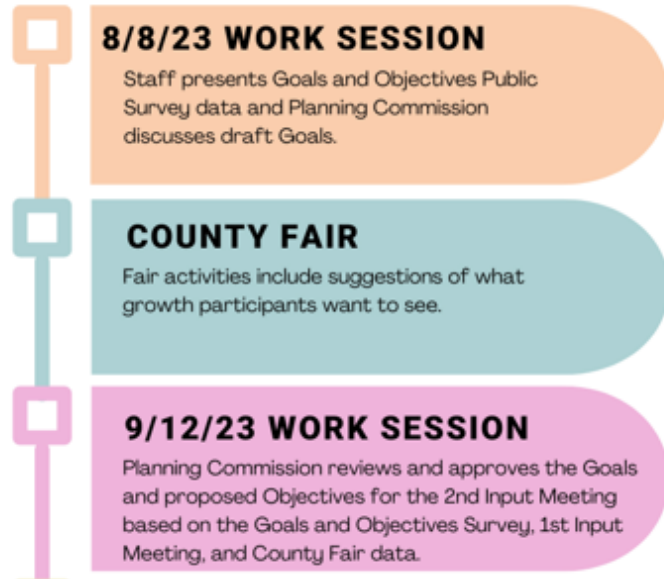 8/8/23 WORK SESSION
Staff presents Goals and Objectives Public
Survey data and Planning Commission
discusses draft Goals.
COUNTY FAIR
Fair activities include suggestions of what
growth participants want to see.
9/12/23 WORK SESSION
Planning Commission reviews and approves the Goals
and proposed Objectives for the 2nd Input Meeting
based on the Goals and Objectives Survey, 1st Input
Meeting, and County Fair data.